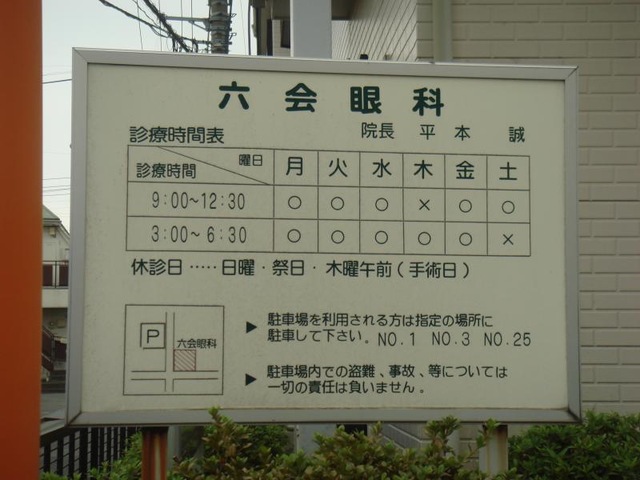 六会眼科
診療時間表 院長 平本 誠
診療時間 曜日 月 火 水 木 金 土
9:00~12:30 ○ ○ ○ × ○ ○
3:00~6:30 ○ ○ ○ ○ ○ ×
休診日‥‥‥日曜・祭日・木曜午前(手術日)
P 六会眼科
▶ 駐車場を利用される方は指定の場所に
駐車して下さい。NO.1 NO.3 NO.25
▶ 駐車場内での盗難、事故、等については
一切の責任は負いません。